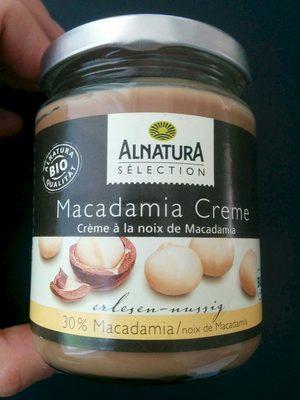 ALNATURA
SÉLECTION
ALNATURA
BIO
QUALITÄT
Macadamia Creme
Crème à la noix de Macadamia
erlesen-nussig
30% Macadamia/noix de Macadamia